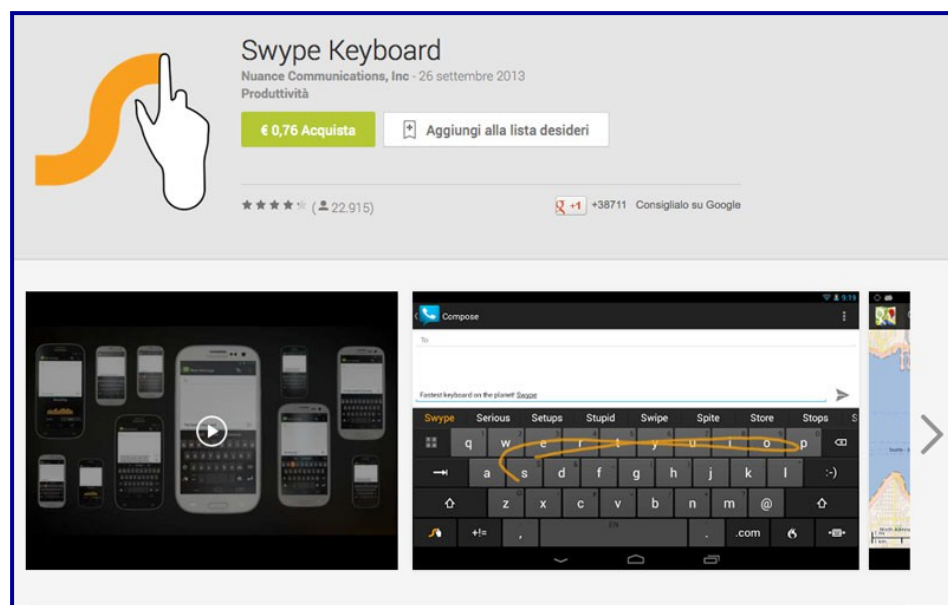 Swype Keyboard
Nuance Communications, Inc - 26 settembre 2013
Produttività
€ 0,76 Acquista
Aggiungi alla lista desideri
(22.915)
g +1 +38711 Consiglialo su Google
9:19
Compose
To
Fastest keyboard on the planet! Swype
Swype Serious Setups Stupid Swipe Spite Store Stops S
q w e r t y u i o p
a s d f g h j k l :-)
z x c v b n m @
EN
+!= , . .com